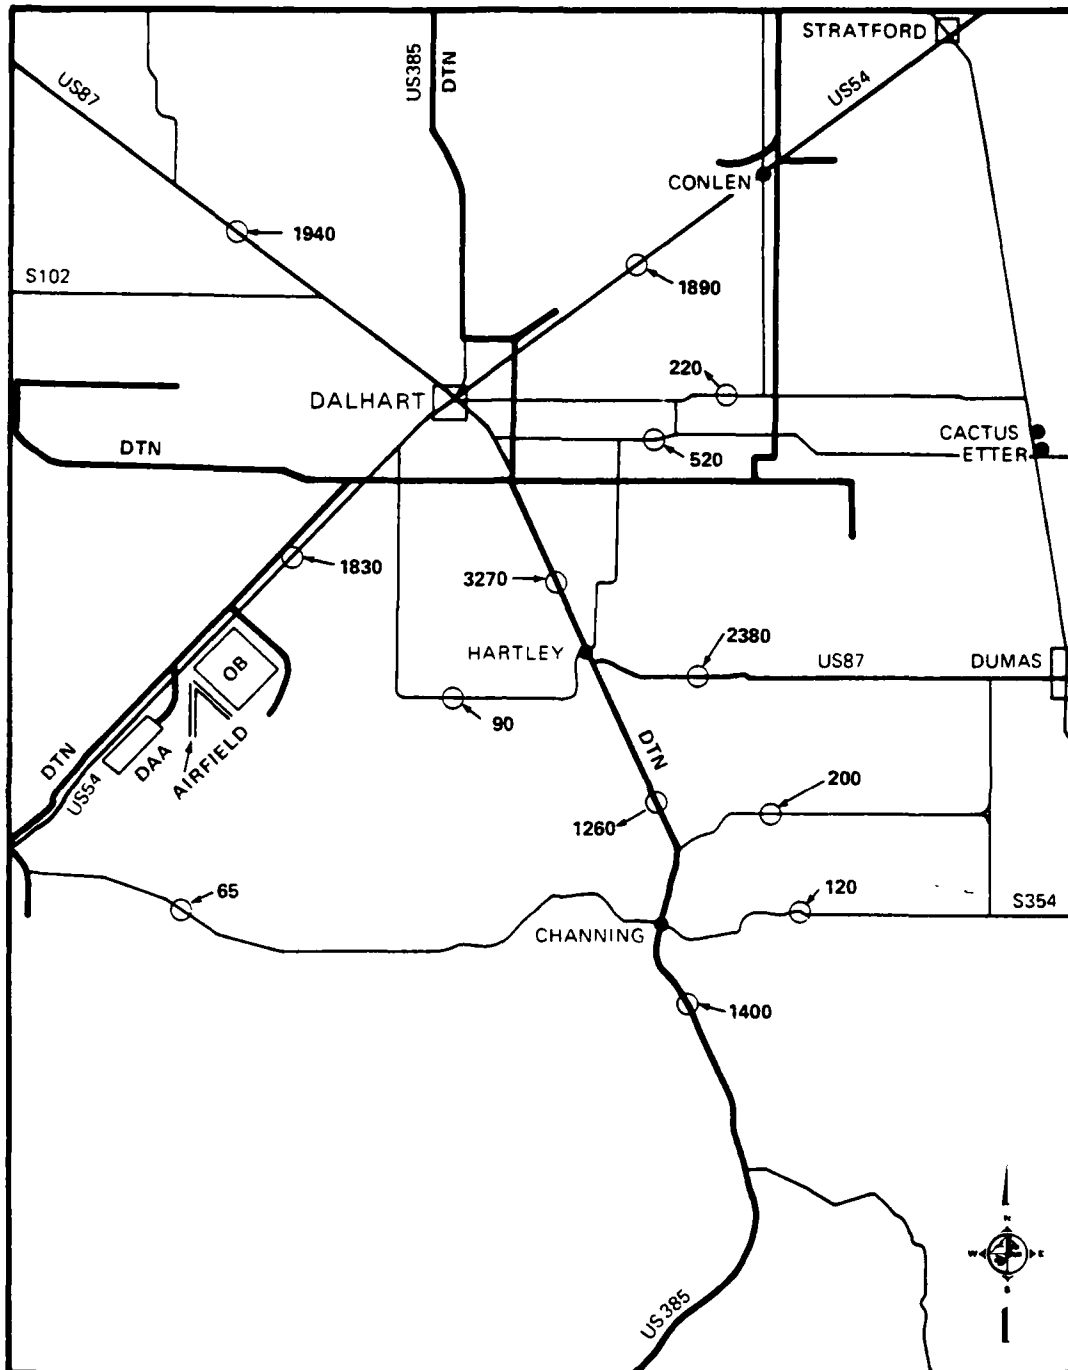 STRATFORD
US385
DTN
US87
US54
CONLEN
1940
S102
1890
220
DALHART
CACTUS
ETTER
DTN
520
1830
3270
HARTLEY
2380
US87
DUMAS
OB
90
DTN
DTN
US54
DAA
AIRFIELD
200
1260
65
120
S354
CHANNING
1400
N
W
E
S
US385